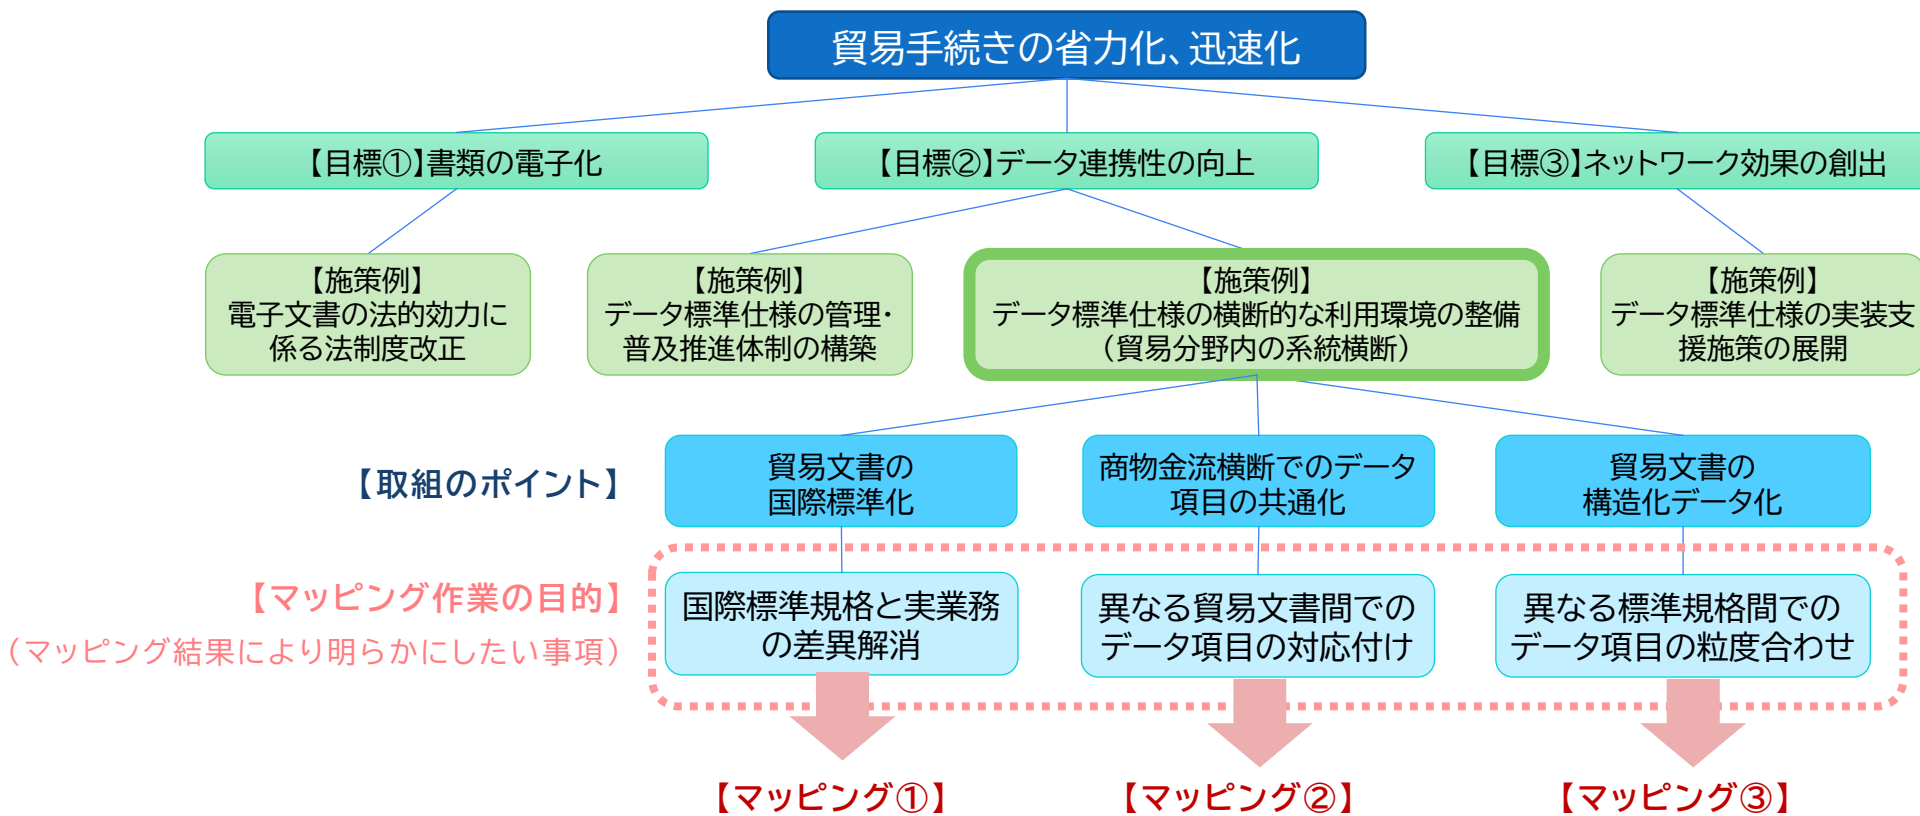 貿易手続きの省力化、迅速化
【目標①】書類の電子化
【目標②】データ連携性の向上
【目標③】ネットワーク効果の創出
【施策例】
電子文書の法的効力に
係る法制度改正
【施策例】
データ標準仕様の管理・
普及推進体制の構築
【施策例】
データ標準仕様の横断的な利用環境の整備
（貿易分野内の系統横断）
【施策例】
データ標準仕様の実装支
援施策の展開
【取組のポイント】
貿易文書の
国際標準化
商物金流横断でのデータ
項目の共通化
貿易文書の
構造化データ化
【マッピング作業の目的】
（マッピング結果により明らかにしたい事項）
国際標準規格と実業務
の差異解消
異なる貿易文書間での
データ項目の対応付け
異なる標準規格間での
データ項目の粒度合わせ
【マッピング①】
【マッピング②】
【マッピング③】